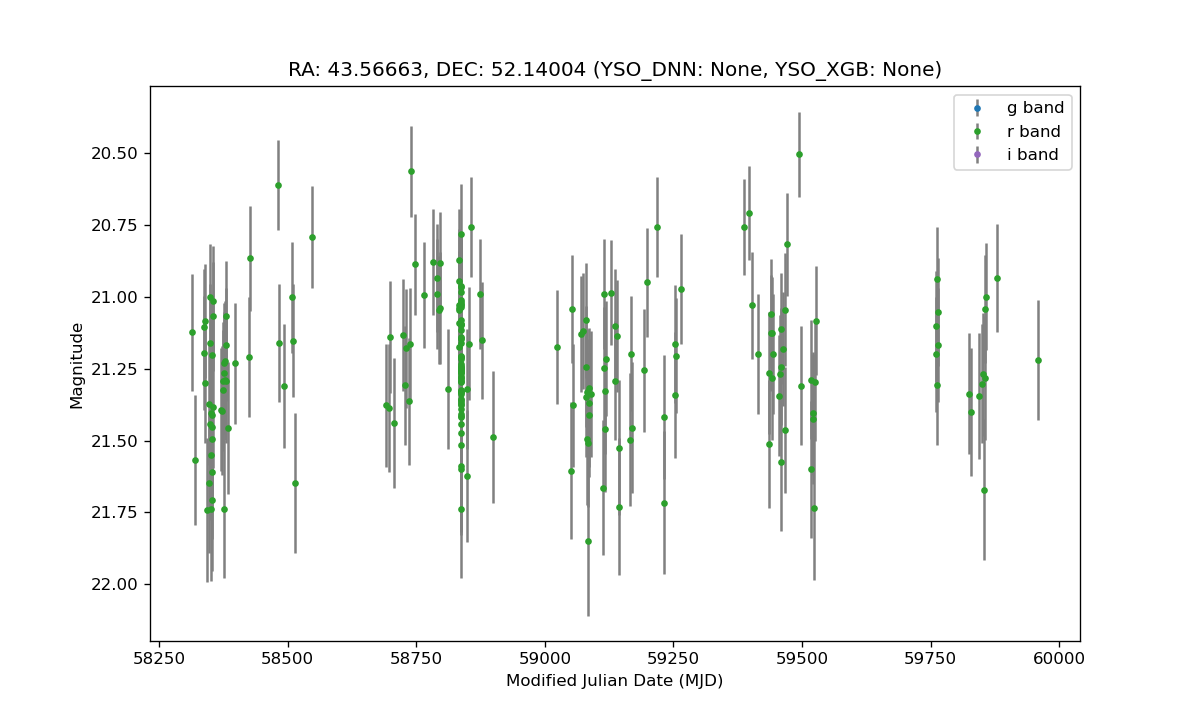 RA: 43.56663, DEC: 52.14004 (YSO_DNN: None, YSO_XGB: None)
g band
r band
i band
Magnitude
20.50
20.75
21.00
21.25
21.50
21.75
22.00
58250 58500 58750 59000 59250 59500 59750 60000
Modified Julian Date (MJD)